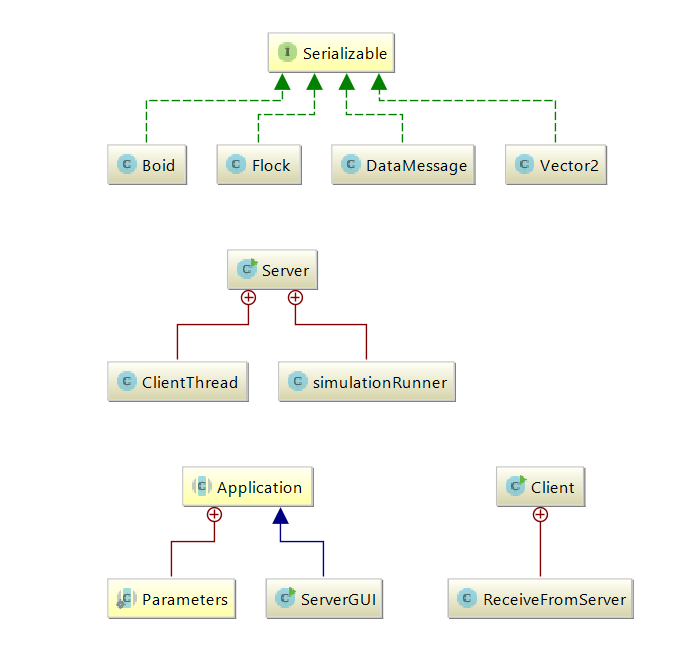 I Serializable
C Boid
C Flock
C DataMessage
C Vector2
C Server
C ClientThread
C simulationRunner
C Application
C Client
C Parameters
C ServerGUI
C ReceiveFromServer